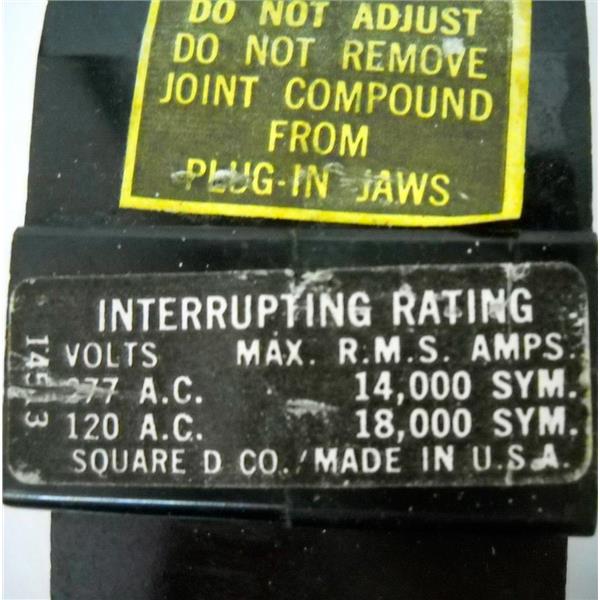 DO NOT ADJUST
DO NOT REMOVE
JOINT COMPOUND
FROM
PLUG-IN JAWS
INTERRUPTING RATING
VOLTS MAX. R.M.S. AMPS.
277 A.C. 14,000 SYM.
120 A.C. 18,000 SYM.
SQUARE D CO./MADE IN U.S.A.